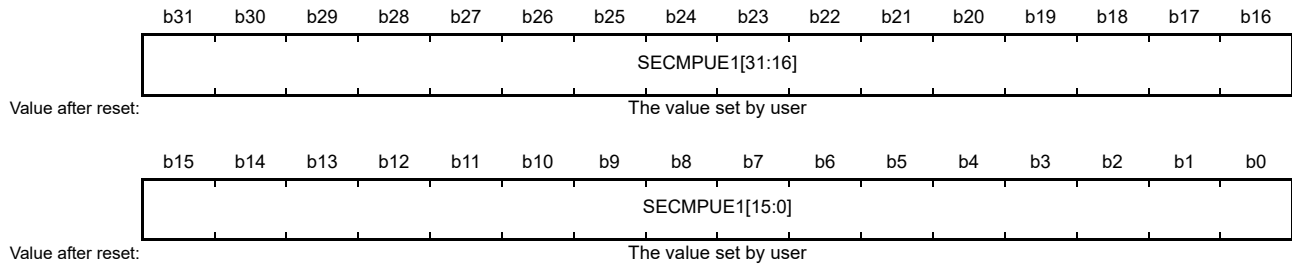 b31 b30 b29 b28 b27 b26 b25 b24 b23 b22 b21 b20 b19 b18 b17 b16
SECMPUE1[31:16]
Value after reset: The value set by user
b15 b14 b13 b12 b11 b10 b9 b8 b7 b6 b5 b4 b3 b2 b1 b0
SECMPUE1[15:0]
Value after reset: The value set by user